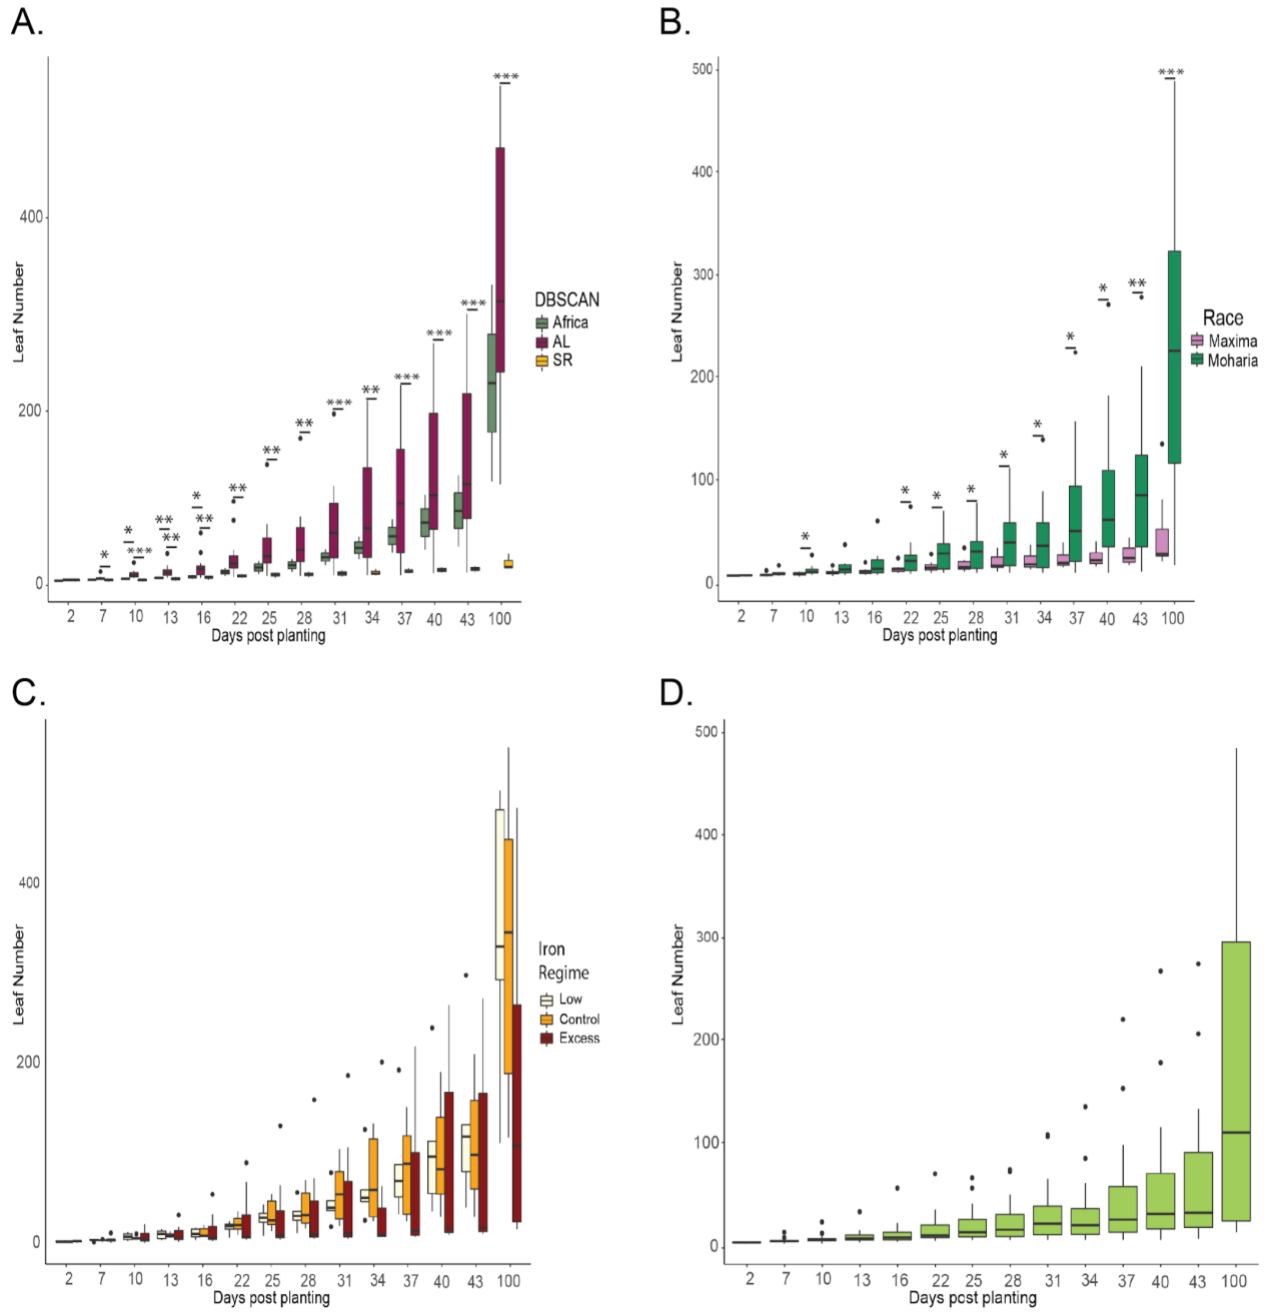 A.
***
***
***
***
***
**
**
**
**
*
**
**
**
*
***
*
400
200
0
Leaf Number
DBSCAN
Africa
AL
SR
2 7 10 13 16 22 25 28 31 34 37 40 43 100
Days post planting
B.
500
***
400
300
* **
*
200
*
100
*
* * *
*
0
Leaf Number
Race
Maxima
Moharia
2 7 10 13 16 22 25 28 31 34 37 40 43 100
Days post planting
C.
400
200
0
Leaf Number
Iron
Regime
Low
Control
Excess
2 7 10 13 16 22 25 28 31 34 37 40 43 100
Days post planting
D.
500
400
300
200
100
0
Leaf Number
2 7 10 13 16 22 25 28 31 34 37 40 43 100
Days post planting